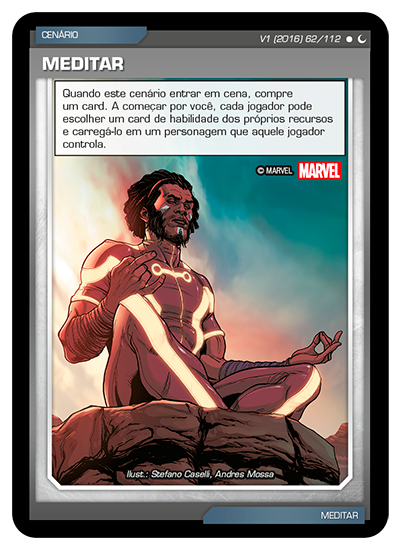 CENÁRIO
V1 (2016) 62/112
MEDITAR
Quando este cenário entrar em cena, compre
um card. A começar por você, cada jogador pode
escolher um card de habilidade dos próprios recursos
e carregá-lo em um personagem que aquele jogador
controla.
© MARVEL MARVEL
Ilust.: Stefano Caselli, Andres Mossa
MEDITAR